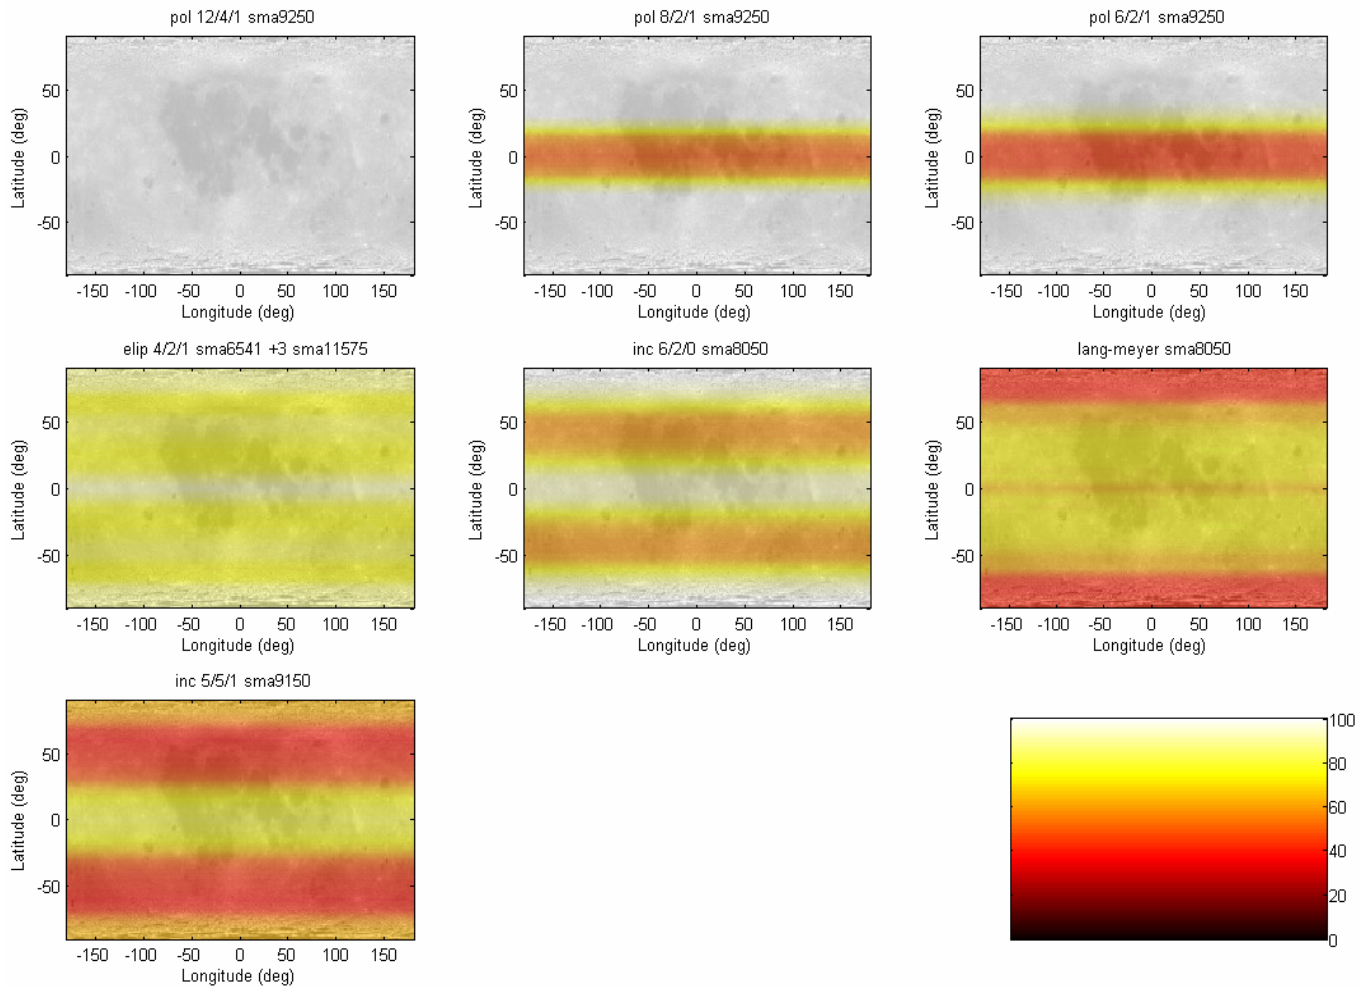 pol 12/4/1 sma9250
pol 8/2/1 sma9250
pol 6/2/1 sma9250
Latitude (deg)
50
0
-50
-150 -100 -50 0 50 100 150
Longitude (deg)
Latitude (deg)
50
0
-50
-150 -100 -50 0 50 100 150
Longitude (deg)
Latitude (deg)
50
0
-50
-150 -100 -50 0 50 100 150
Longitude (deg)
elip 4/2/1 sma6541 +3 sma11575
inc 6/2/0 sma8050
lang-meyer sma8050
Latitude (deg)
50
0
-50
-150 -100 -50 0 50 100 150
Longitude (deg)
Latitude (deg)
50
0
-50
-150 -100 -50 0 50 100 150
Longitude (deg)
Latitude (deg)
50
0
-50
-150 -100 -50 0 50 100 150
Longitude (deg)
inc 5/5/1 sma9150
Latitude (deg)
50
0
-50
-150 -100 -50 0 50 100 150
Longitude (deg)
100
80
60
40
20
0